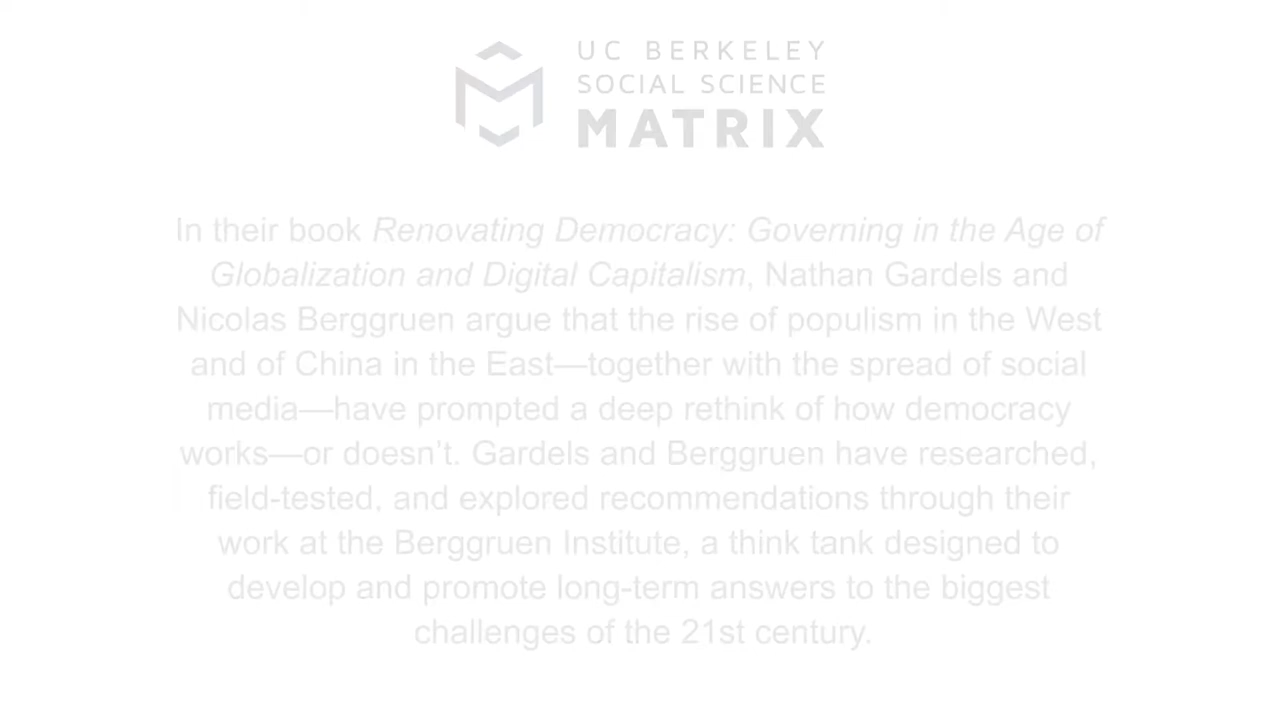 UC BERKELEY
SOCIAL SCIENCE
MATRIX
In their book Renovating Democracy: Governing in the Age of
Globalization and Digital Capitalism, Nathan Gardels and
Nicolas Berggruen argue that the rise of populism in the West
and of China in the East—together with the spread of social
media—have prompted a deep rethink of how democracy
works—or doesn’t. Gardels and Berggruen have researched,
field-tested, and explored recommendations through their
work at the Berggruen Institute, a think tank designed to
develop and promote long-term answers to the biggest
challenges of the 21st century.